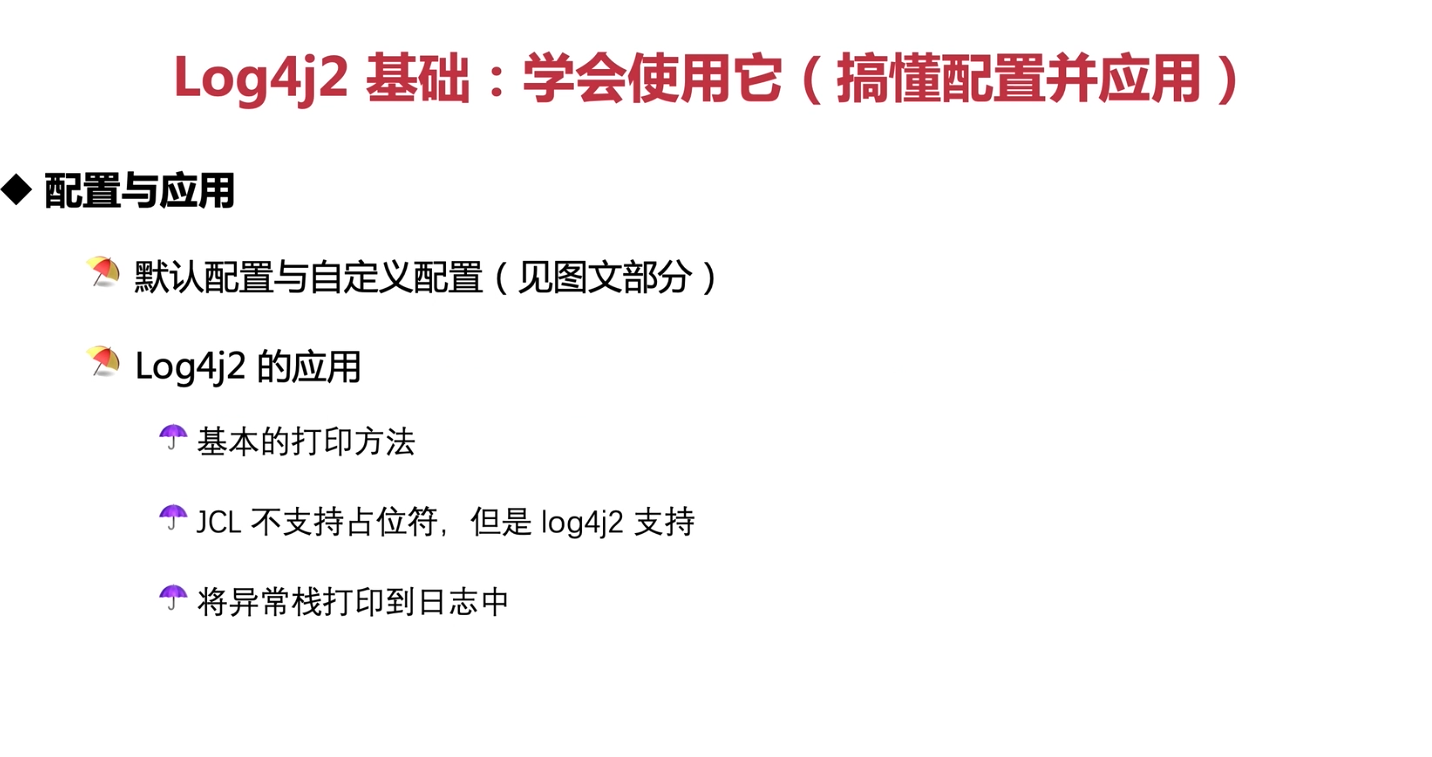 Log4j2 基础：学会使用它（搞懂配置并应用）
配置与应用
默认配置与自定义配置（见图文部分）
Log4j2 的应用
基本的打印方法
JCL 不支持占位符，但是 log4j2 支持
将异常栈打印到日志中